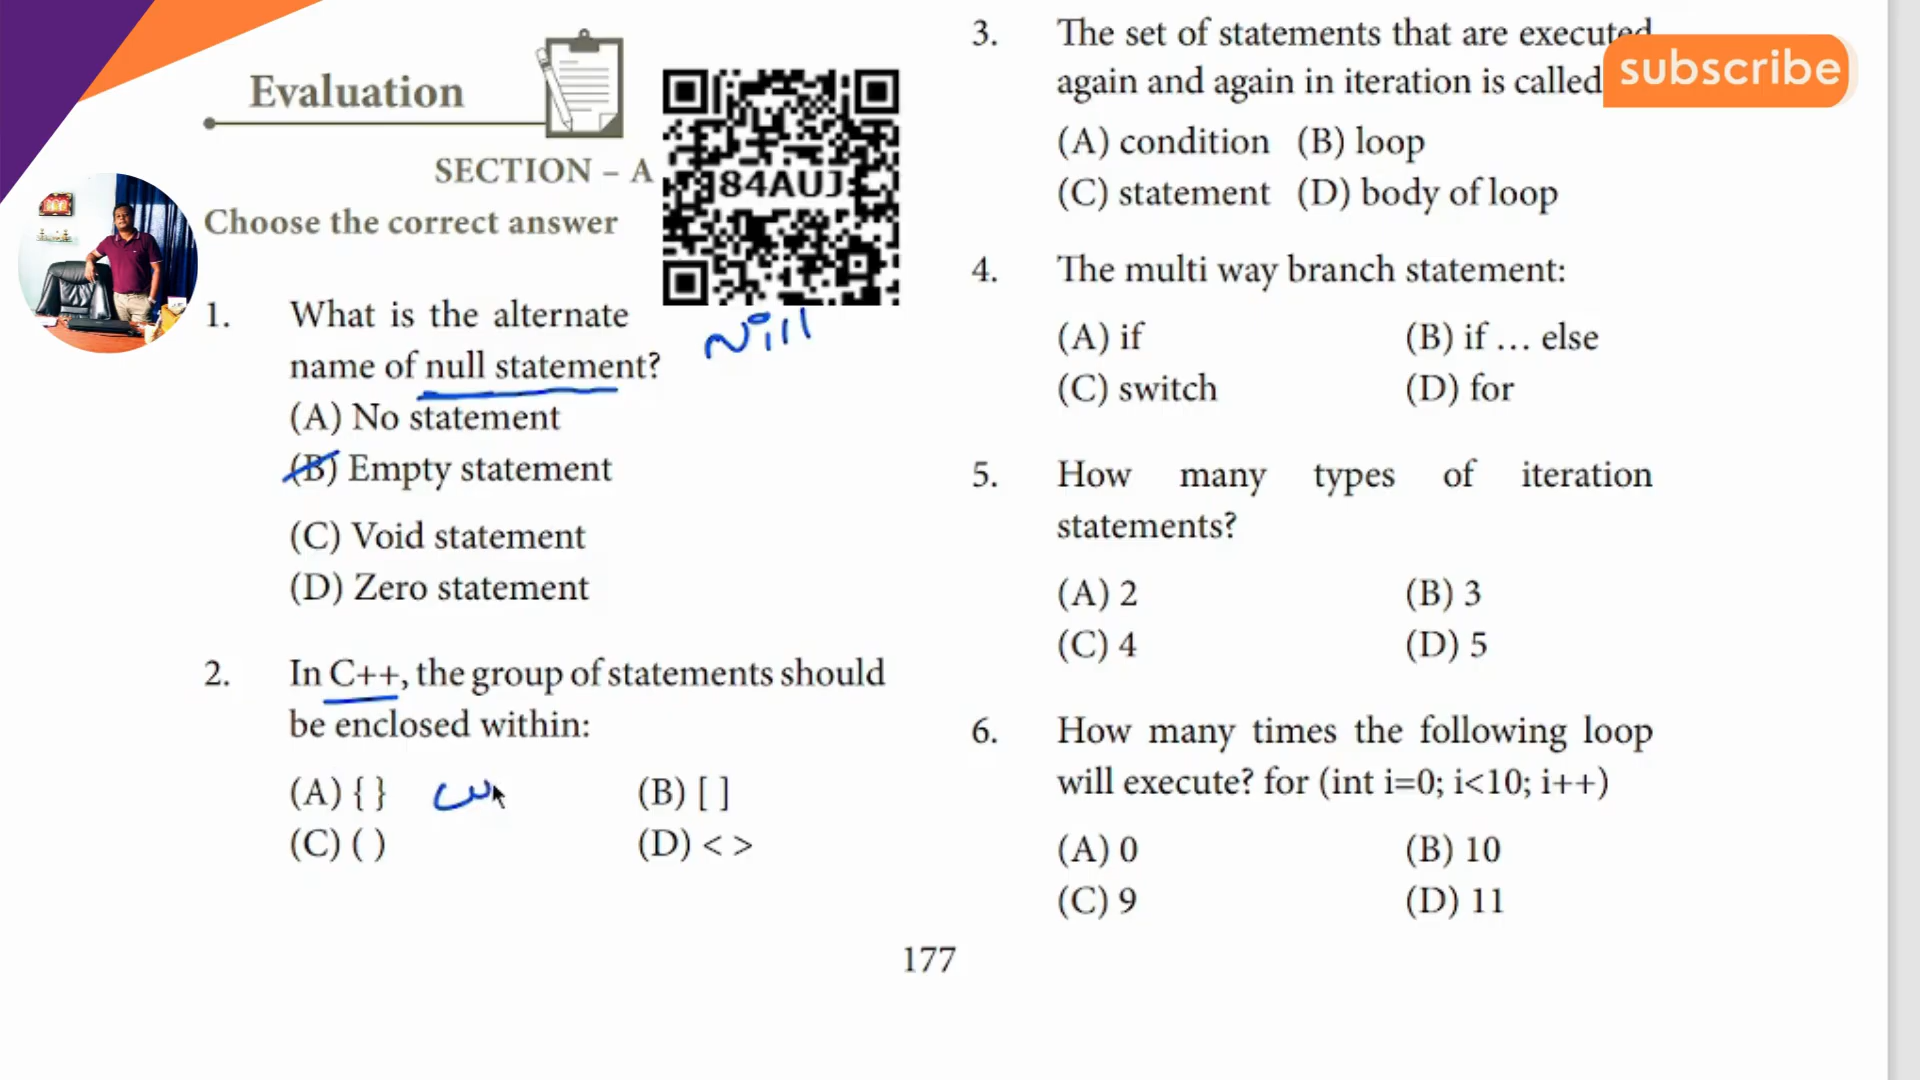 Evaluation
SECTION – A
84AUJ
Choose the correct answer
1. What is the alternate
name of null statement?
Nill
(A) No statement
(B) Empty statement
(C) Void statement
(D) Zero statement
2. In C++, the group of statements should
be enclosed within:
(A) { } (B) [ ]
(C) ( ) (D) < >
3. The set of statements that are executed
again and again in iteration is called
subscribe
(A) condition (B) loop
(C) statement (D) body of loop
4. The multi way branch statement:
(A) if (B) if … else
(C) switch (D) for
5. How many types of iteration
statements?
(A) 2 (B) 3
(C) 4 (D) 5
6. How many times the following loop
will execute? for (int i=0; i<10; i++)
(A) 0 (B) 10
(C) 9 (D) 11
177